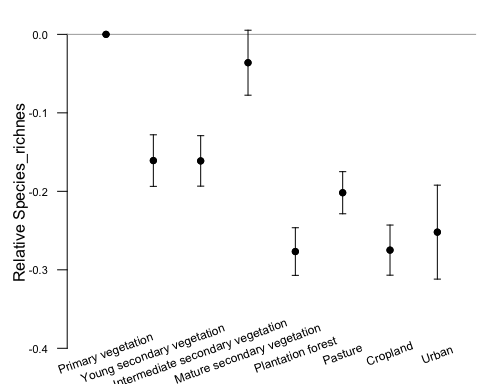 0.0
-0.1
-0.2
-0.3
-0.4
Relative Species_richnes
Primary vegetation
Young secondary vegetation
Intermediate secondary vegetation
Mature secondary vegetation
Plantation forest
Pasture
Cropland
Urban